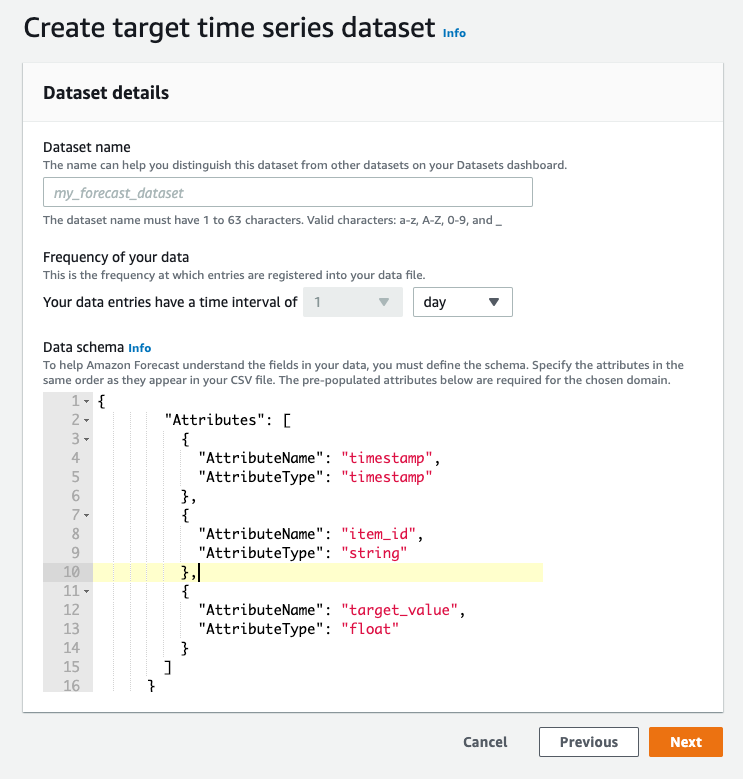 Create target time series dataset Info
Dataset details
Dataset name
The name can help you distinguish this dataset from other datasets on your Datasets dashboard.
my_forecast_dataset
The dataset name must have 1 to 63 characters. Valid characters: a-z, A-Z, 0-9, and _
Frequency of your data
This is the frequency at which entries are registered into your data file.
Your data entries have a time interval of 1 day
Data schema Info
To help Amazon Forecast understand the fields in your data, you must define the schema. Specify the attributes in the
same order as they appear in your CSV file. The pre-populated attributes below are required for the chosen domain.
1 {
2 "Attributes": [
3 {
4 "AttributeName": "timestamp",
5 "AttributeType": "timestamp"
6 },
7 {
8 "AttributeName": "item_id",
9 "AttributeType": "string"
10 },
11 {
12 "AttributeName": "target_value",
13 "AttributeType": "float"
14 }
15 ]
16 }
Cancel Previous Next